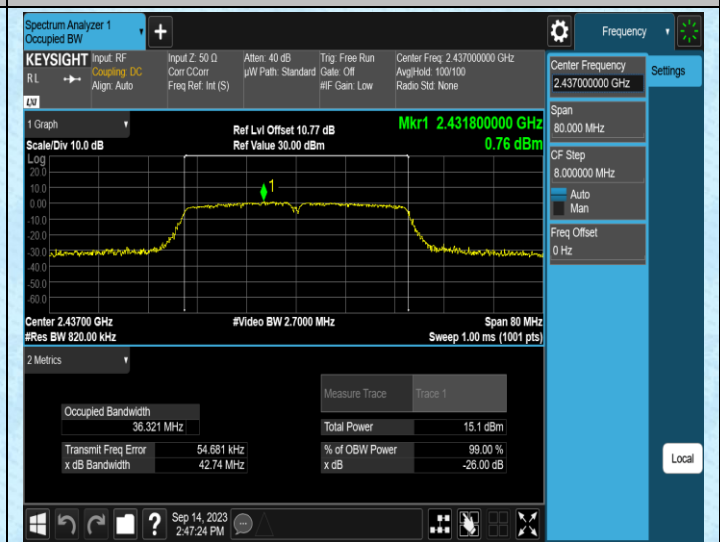 Spectrum Analyzer 1
Occupied BW
+
Frequency
KEYSIGHT
R L
LXI
Input: RF
Coupling: DC
Align: Auto
Input Z: 50 Ω
Corr CCorr
Freq Ref: Int (S)
Atten: 40 dB
µW Path: Standard
Trig: Free Run
Gate: Off
#IF Gain: Low
Center Freq: 2.437000000 GHz
Avg|Hold: 100/100
Radio Std: None
Center Frequency
2.437000000 GHz
Settings
Span
80.000 MHz
CF Step
8.000000 MHz
Auto
Man
Freq Offset
0 Hz
1 Graph
Scale/Div 10.0 dB
Ref Lvl Offset 10.77 dB
Ref Value 30.00 dBm
Mkr1 2.431800000 GHz
0.76 dBm
Log
20.0
10.0
0.00
-10.0
-20.0
-30.0
-40.0
-50.0
-60.0
1
Center 2.43700 GHz
#Res BW 820.00 kHz
#Video BW 2.7000 MHz
Span 80 MHz
Sweep 1.00 ms (1001 pts)
2 Metrics
Measure Trace
Trace 1
Occupied Bandwidth
36.321 MHz
Total Power 15.1 dBm
Transmit Freq Error 54.681 kHz
% of OBW Power 99.00 %
x dB Bandwidth 42.74 MHz
x dB -26.00 dB
Local
?
Sep 14, 2023
2:47:24 PM